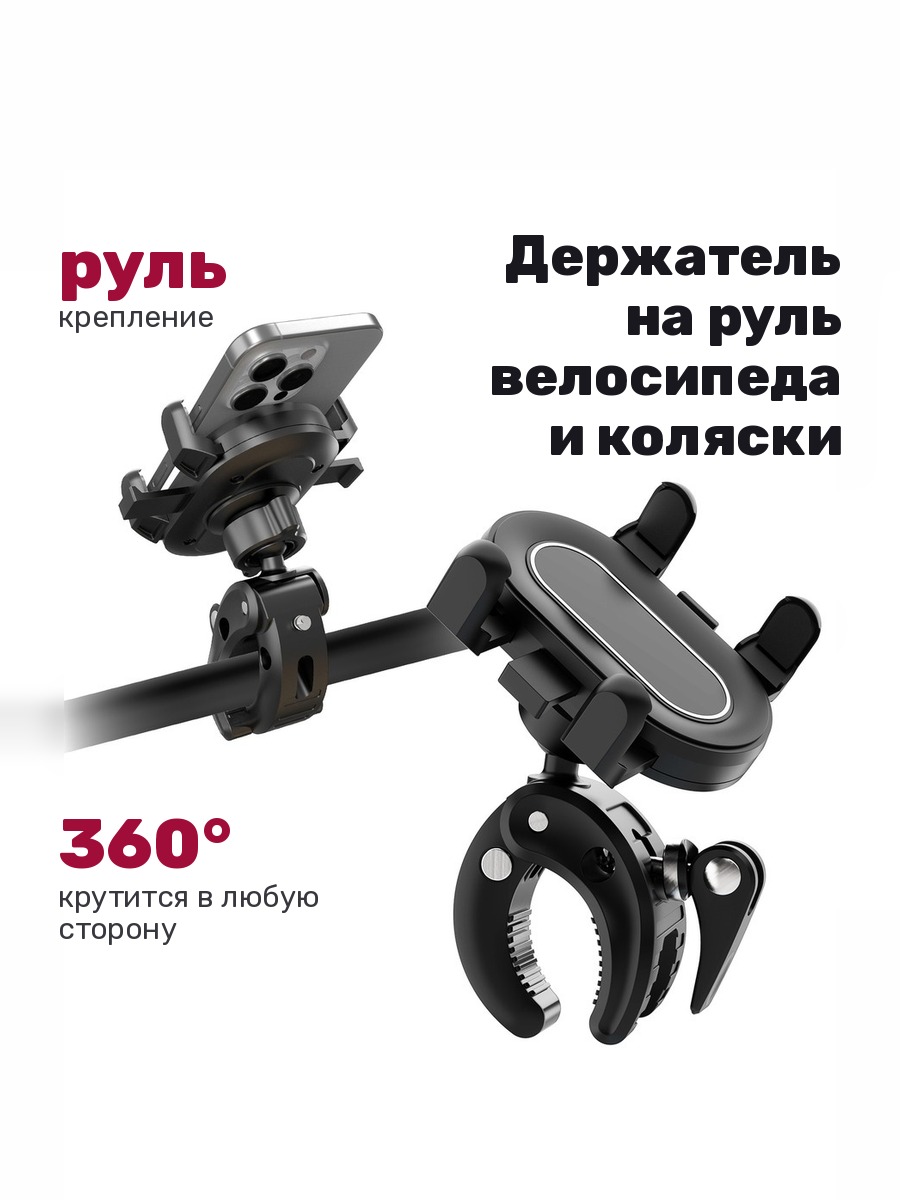 руль
крепление
Держатель
на руль
велосипеда
и коляски
360°
крутится в любую
сторону